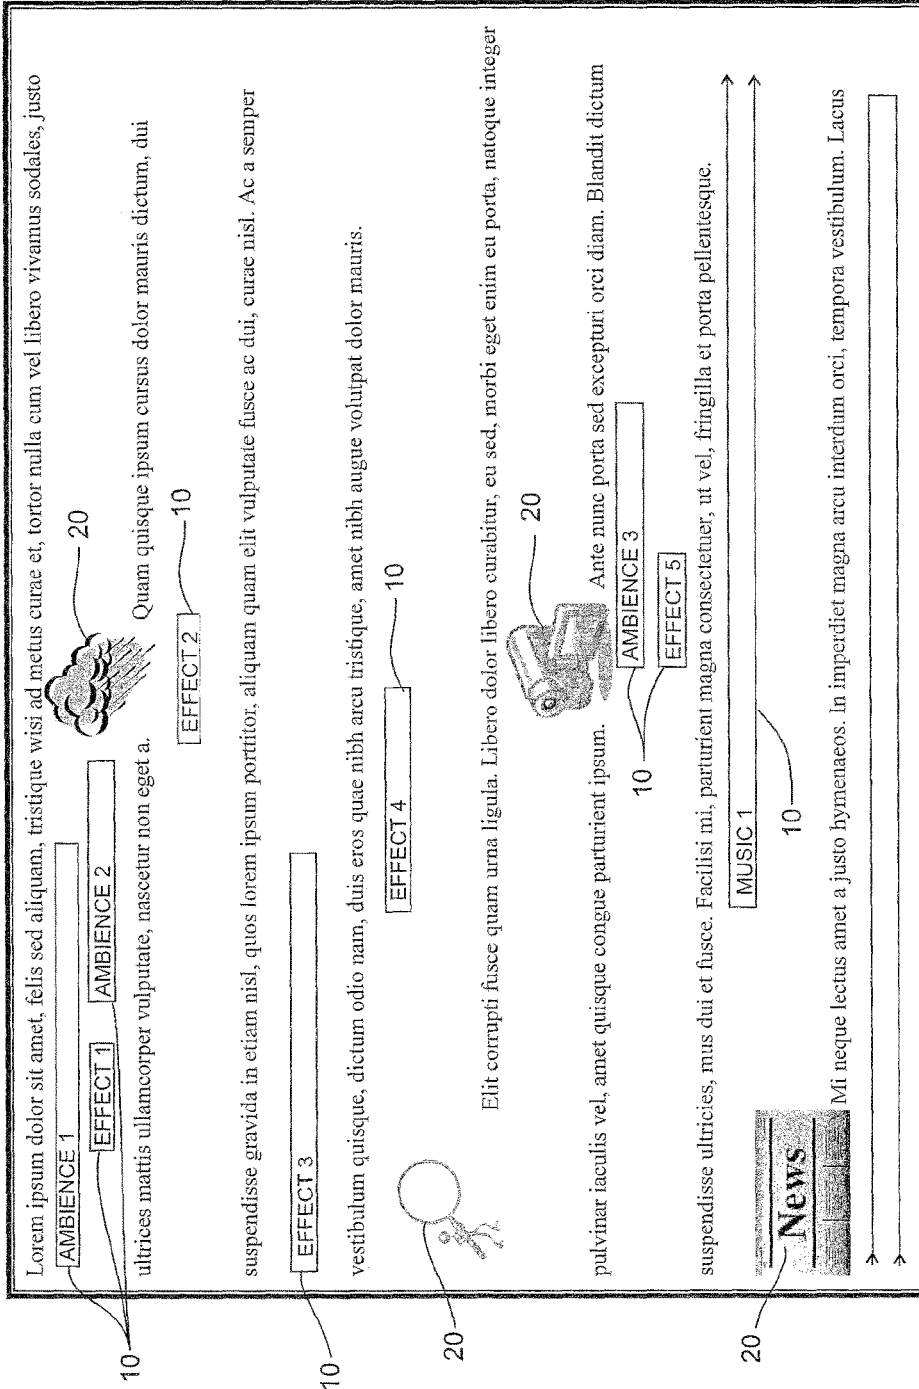 Lorem ipsum dolor sit amet, felis sed aliquam, tristique wisi ad metus curae et, tortor nulla cum vel libero vivamus sodales, justo
AMBIENCE 1
EFFECT 1
AMBIENCE 2
20
10
ultrices mattis ullamcorper vulputate, nascetur non eget a. Quam quisque ipsum cursus dolor mauris dictum, dui
EFFECT 2
10
suspendisse gravida in etiam nisl, quos lorem ipsum porttitor, aliquam quam elit vulputate fusce ac dui, curae nisl. Ac a semper
EFFECT 3
10
vestibulum quisque, dictum odio nam, duis eros quae nibh arcu tristique, amet nibh augue volutpat dolor mauris.
EFFECT 4
10
20
Elit corrupti fusce quam urna ligula. Libero dolor libero curabitur, eu sed, morbi eget enim eu porta, natoque integer
20
pulvinar iaculis vel, amet quisque congue parturient ipsum. Ante nunc porta sed excepturi orci diam. Blandit dictum
AMBIENCE 3
10
EFFECT 5
suspendisse ultricies, mus dui et fusce. Facilisi mi, parturient magna consectetuer, ut vel, fringilla et porta pellentesque.
MUSIC 1
10
20
News
Mi neque lectus amet a justo hymenaeos. In imperdiet magna arcu interdum orci, tempora vestibulum. Lacus